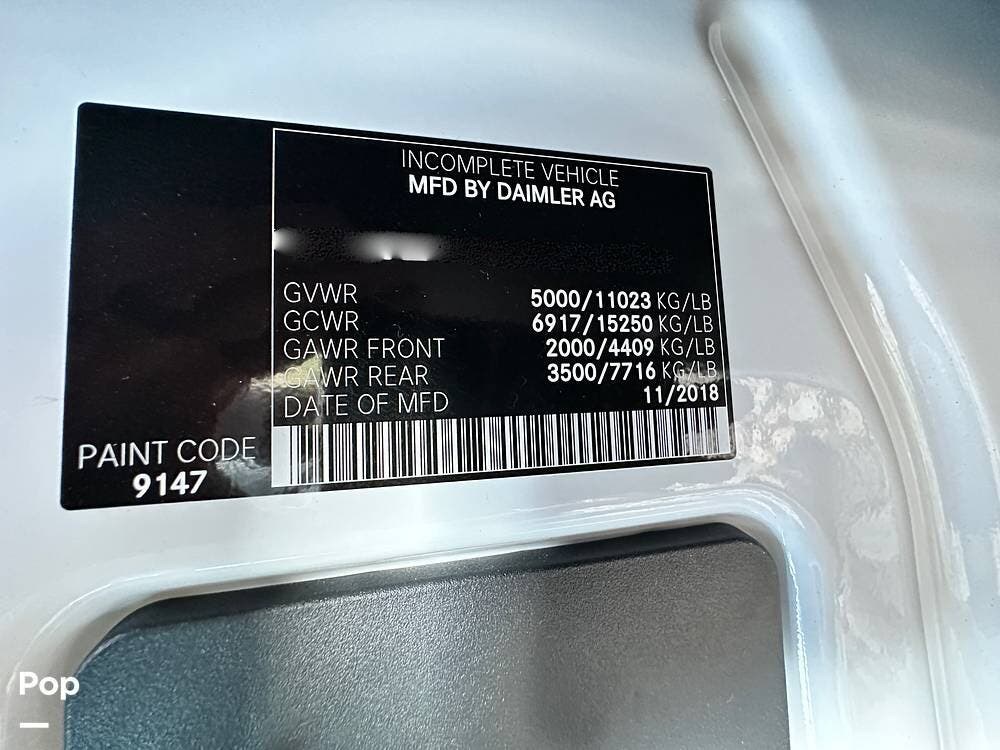 INCOMPLETE VEHICLE
MFD BY DAIMLER AG
GVWR 5000/11023 KG/LB
GCWR 6917/15250 KG/LB
GAWR FRONT 2000/4409 KG/LB
GAWR REAR 3500/7716 KG/LB
DATE OF MFD 11/2018
PAINT CODE
9147
Pop